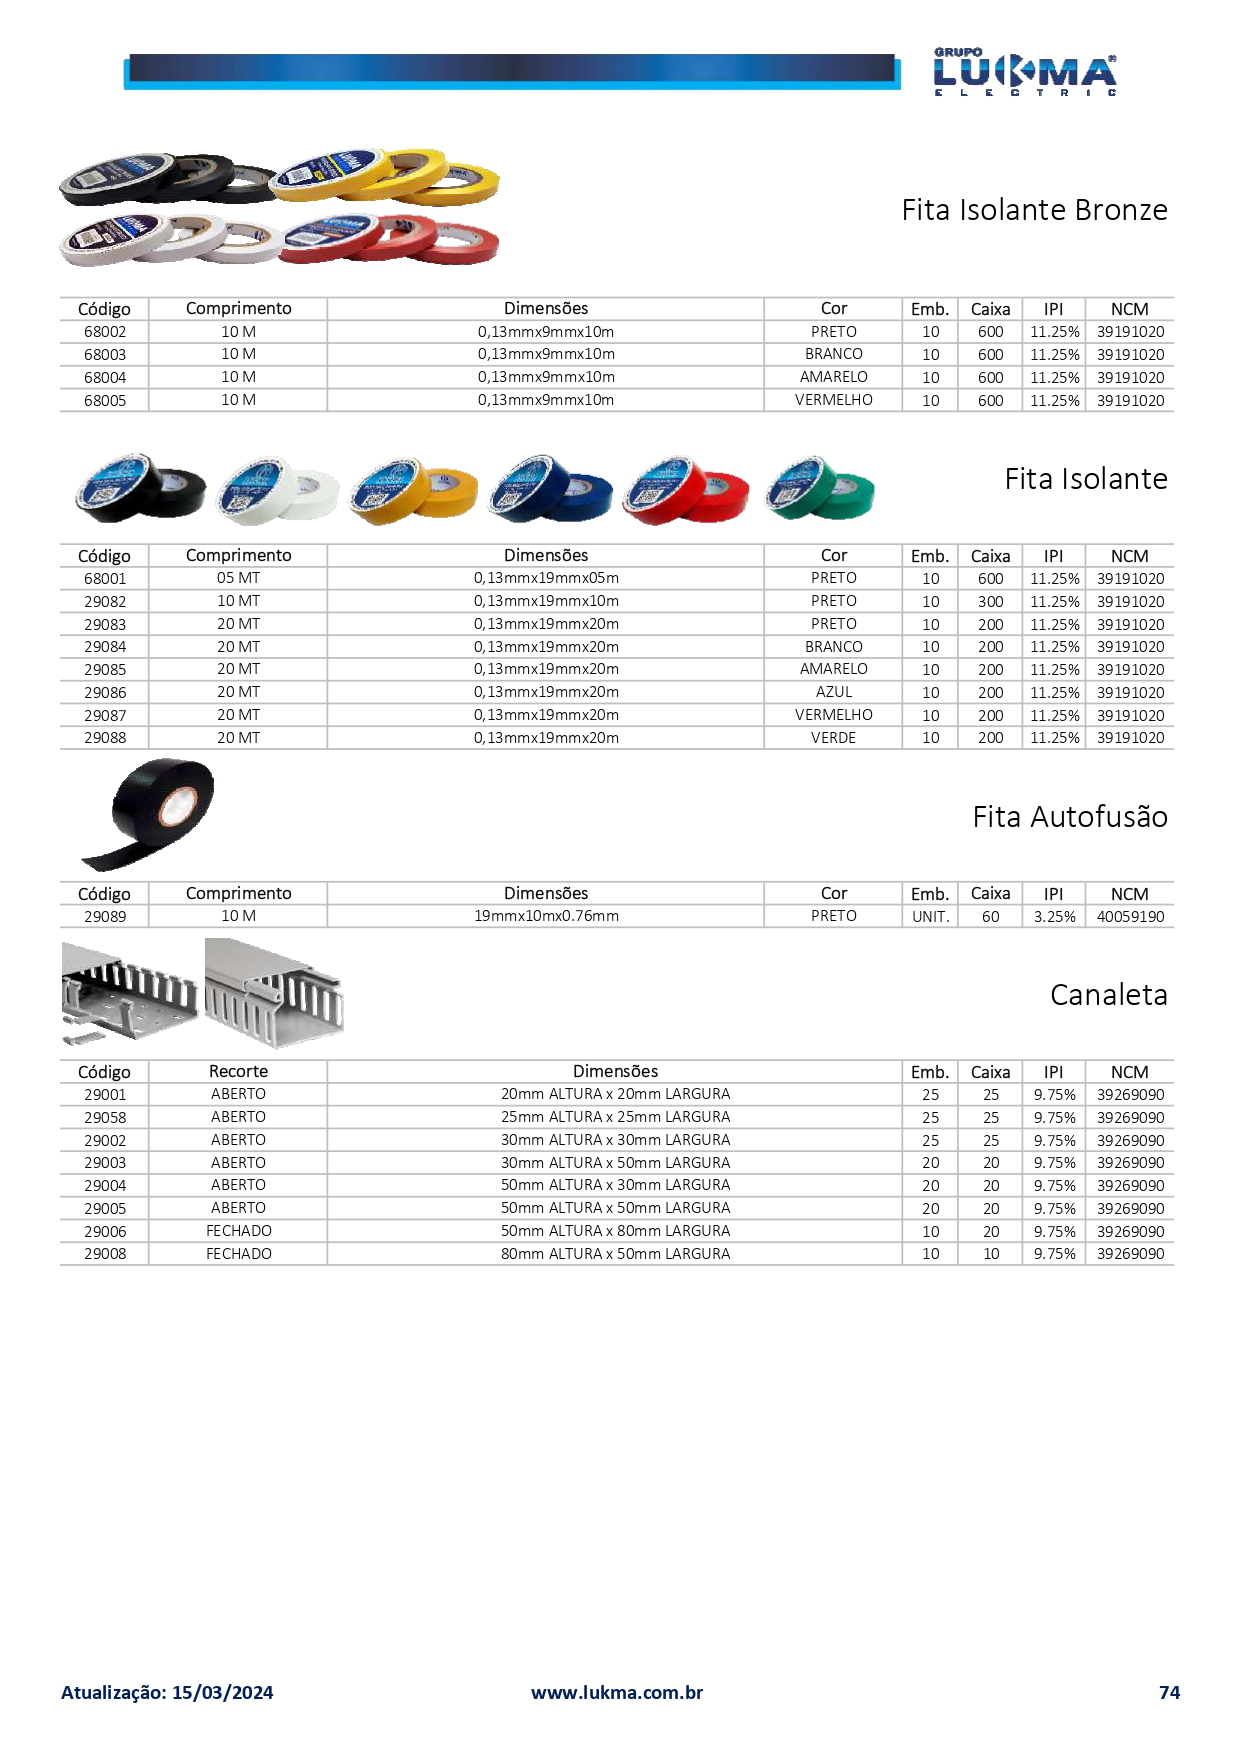 GRUPO
LUKMA®
ELECTRIC
Fita Isolante Bronze
Código Comprimento Dimensões Cor Emb. Caixa IPI NCM
68002 10 M 0,13mmx9mmx10m PRETO 10 600 11.25% 39191020
68003 10 M 0,13mmx9mmx10m BRANCO 10 600 11.25% 39191020
68004 10 M 0,13mmx9mmx10m AMARELO 10 600 11.25% 39191020
68005 10 M 0,13mmx9mmx10m VERMELHO 10 600 11.25% 39191020
Fita Isolante
Código Comprimento Dimensões Cor Emb. Caixa IPI NCM
68001 05 MT 0,13mmx19mmx05m PRETO 10 600 11.25% 39191020
29082 10 MT 0,13mmx19mmx10m PRETO 10 300 11.25% 39191020
29083 20 MT 0,13mmx19mmx20m PRETO 10 200 11.25% 39191020
29084 20 MT 0,13mmx19mmx20m BRANCO 10 200 11.25% 39191020
29085 20 MT 0,13mmx19mmx20m AMARELO 10 200 11.25% 39191020
29086 20 MT 0,13mmx19mmx20m AZUL 10 200 11.25% 39191020
29087 20 MT 0,13mmx19mmx20m VERMELHO 10 200 11.25% 39191020
29088 20 MT 0,13mmx19mmx20m VERDE 10 200 11.25% 39191020
Fita Autofusão
Código Comprimento Dimensões Cor Emb. Caixa IPI NCM
29089 10 M 19mmx10mx0.76mm PRETO UNIT. 60 3.25% 40059190
Canaleta
Código Recorte Dimensões Emb. Caixa IPI NCM
29001 ABERTO 20mm ALTURA x 20mm LARGURA 25 25 9.75% 39269090
29058 ABERTO 25mm ALTURA x 25mm LARGURA 25 25 9.75% 39269090
29002 ABERTO 30mm ALTURA x 30mm LARGURA 25 25 9.75% 39269090
29003 ABERTO 30mm ALTURA x 50mm LARGURA 20 20 9.75% 39269090
29004 ABERTO 50mm ALTURA x 30mm LARGURA 20 20 9.75% 39269090
29005 ABERTO 50mm ALTURA x 50mm LARGURA 20 20 9.75% 39269090
29006 FECHADO 50mm ALTURA x 80mm LARGURA 10 20 9.75% 39269090
29008 FECHADO 80mm ALTURA x 50mm LARGURA 10 10 9.75% 39269090
Atualização: 15/03/2024 www.lukma.com.br 74